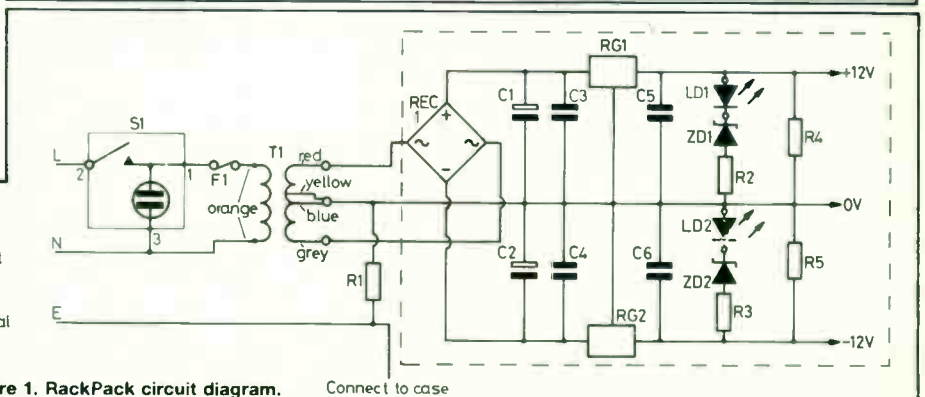 RG1
+12V
REC
1
C1
C3
C5
LD1
ZD1
R4
R2
S1
L
2
1
F1
T1
red
yellow
orange
blue
grey
3
N
0V
LD2
C2
C4
C6
ZD2
R5
R1
R3
RG2
E
-12V
re 1. RackPack circuit diagram.
Connect to case